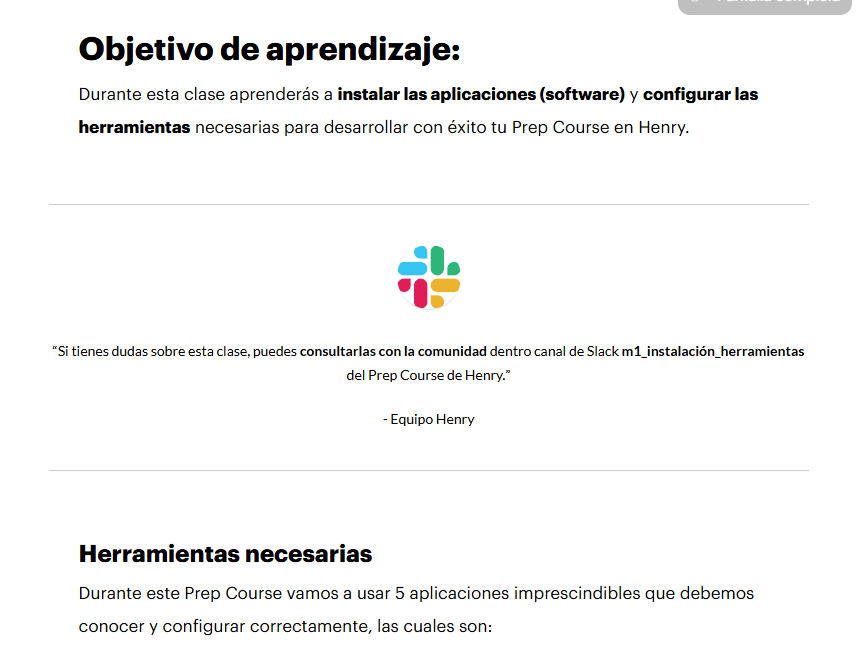 Objetivo de aprendizaje:
Durante esta clase aprenderás a instalar las aplicaciones (software) y configurar las
herramientas necesarias para desarrollar con éxito tu Prep Course en Henry.
“Si tienes dudas sobre esta clase, puedes consultarlas con la comunidad dentro canal de Slack m1_instalación_herramientas
del Prep Course de Henry.”
- Equipo Henry
Herramientas necesarias
Durante este Prep Course vamos a usar 5 aplicaciones imprescindibles que debemos
conocer y configurar correctamente, las cuales son: